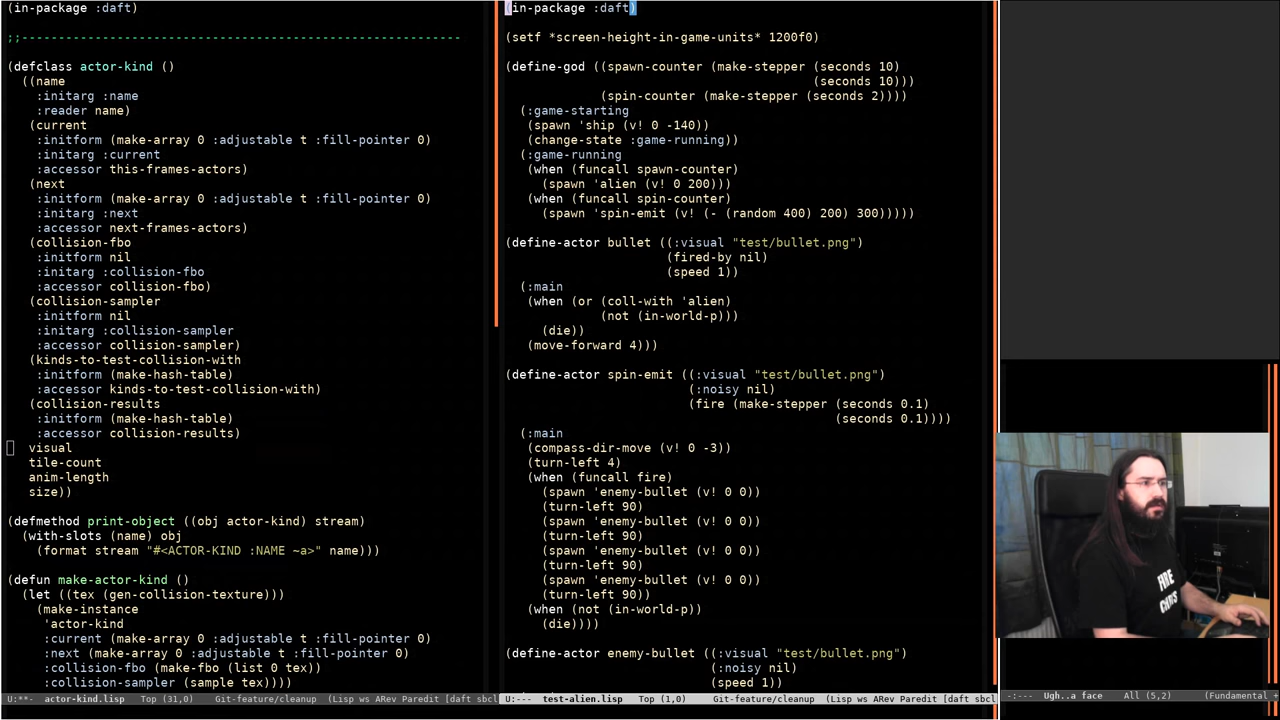 (in-package :daft)
;;------------------------------------------------------------
(defclass actor-kind ()
  ((name
    :initarg :name
    :reader name)
   (current
    :initform (make-array 0 :adjustable t :fill-pointer 0)
    :initarg :current
    :accessor this-frames-actors)
   (next
    :initform (make-array 0 :adjustable t :fill-pointer 0)
    :initarg :next
    :accessor next-frames-actors)
   (collision-fbo
    :initform nil
    :initarg :collision-fbo
    :accessor collision-fbo)
   (collision-sampler
    :initform nil
    :initarg :collision-sampler
    :accessor collision-sampler)
   (kinds-to-test-collision-with
    :initform (make-hash-table)
    :accessor kinds-to-test-collision-with)
   (collision-results
    :initform (make-hash-table)
    :accessor collision-results)
   visual
   tile-count
   anim-length
   size))
(defmethod print-object ((obj actor-kind) stream)
  (with-slots (name) obj
    (format stream "#<ACTOR-KIND :NAME ~a>" name)))
(defun make-actor-kind ()
  (let ((tex (gen-collision-texture)))
    (make-instance
     'actor-kind
     :current (make-array 0 :adjustable t :fill-pointer 0)
     :next (make-array 0 :adjustable t :fill-pointer 0)
     :collision-fbo (make-fbo (list 0 tex))
     :collision-sampler (sample tex))))
U:**-  actor-kind.lisp   Top (31,0)   Git-feature/cleanup  (Lisp ws ARev Paredit [daft sbcl
(in-package :daft)
(setf *screen-height-in-game-units* 1200f0)
(define-god ((spawn-counter (make-stepper (seconds 10)
                                          (seconds 10)))
             (spin-counter (make-stepper (seconds 2))))
  (:game-starting
   (spawn 'ship (v! 0 -140))
   (change-state :game-running))
  (:game-running
   (when (funcall spawn-counter)
     (spawn 'alien (v! 0 200)))
   (when (funcall spin-counter)
     (spawn 'spin-emit (v! (- (random 400) 200) 300)))))
(define-actor bullet ((:visual "test/bullet.png")
                      (fired-by nil)
                      (speed 1))
  (:main
   (when (or (coll-with 'alien)
             (not (in-world-p)))
     (die))
   (move-forward 4)))
(define-actor spin-emit ((:visual "test/bullet.png")
                         (:noisy nil)
                         (fire (make-stepper (seconds 0.1)
                                             (seconds 0.1))))
  (:main
   (compass-dir-move (v! 0 -3))
   (turn-left 4)
   (when (funcall fire)
     (spawn 'enemy-bullet (v! 0 0))
     (turn-left 90)
     (spawn 'enemy-bullet (v! 0 0))
     (turn-left 90)
     (spawn 'enemy-bullet (v! 0 0))
     (turn-left 90)
     (spawn 'enemy-bullet (v! 0 0))
     (turn-left 90))
   (when (not (in-world-p))
     (die))))
(define-actor enemy-bullet ((:visual "test/bullet.png")
                            (:noisy nil)
                            (speed 1))
U:---  test-alien.lisp   Top (1,0)   Git-feature/cleanup  (Lisp ws ARev Paredit [daft sbcl
FIRE
-:---  Ugh..a face   All (5,2)   (Fundamental +